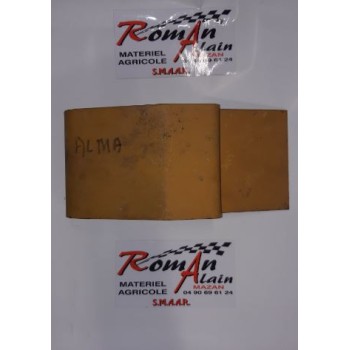 Roman
Alain
MATERIEL
AGRICOLE
MAZAN
04 90 69 61 24
S.M.A.A.R.
ALMA
Roman
Alain
MATERIEL
AGRICOLE
MAZAN
04 90 69 61 24
S.M.A.A.R.